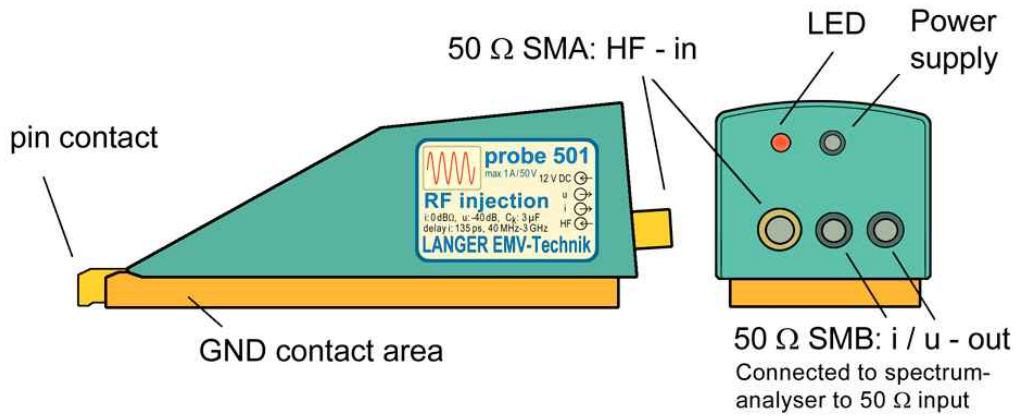 LED
Power
supply
50 Ω SMA: HF - in
pin contact
probe 501
max 1A/50V
12 V DC
u
i
HF
RF injection
i: 0 dBΩ, u:-40 dB, Cₖ: 3 µF
delay i: 135 ps, 40 MHz-3 GHz
LANGER EMV-Technik
GND contact area
50 Ω SMB: i / u - out
Connected to spectrum-
analyser to 50 Ω input